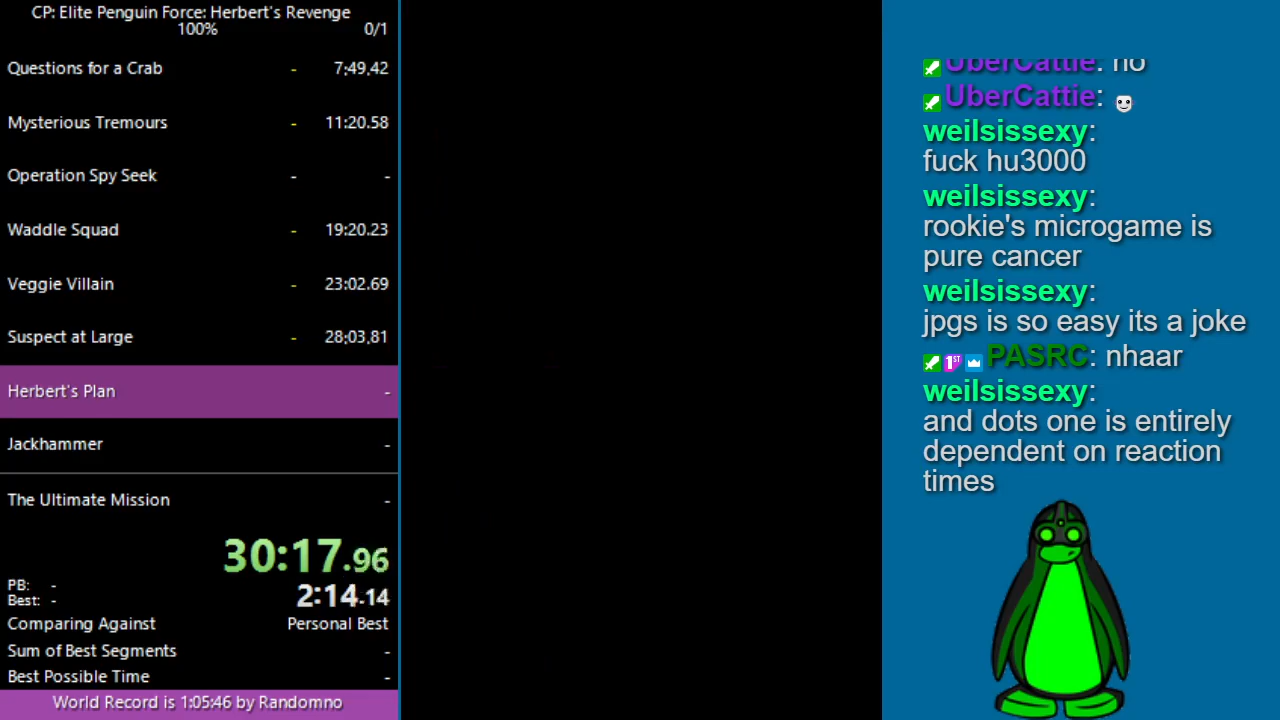 CP: Elite Penguin Force: Herbert's Revenge
100% 0/1
Questions for a Crab - 7:49.42
Mysterious Tremours - 11:20.58
Operation Spy Seek - -
Waddle Squad - 19:20.23
Veggie Villain - 23:02.69
Suspect at Large - 28:03.81
Herbert's Plan -
Jackhammer -
The Ultimate Mission -
30:17.96
PB: -
Best: -
2:14.14
Comparing Against Personal Best
Sum of Best Segments -
Best Possible Time -
World Record is 1:05:46 by Randomno
UberCattie: no
UberCattie:
weilsissexy:
fuck hu3000
weilsissexy:
rookie's microgame is
pure cancer
weilsissexy:
jpgs is so easy its a joke
1ST PASRC: nhaar
weilsissexy:
and dots one is entirely
dependent on reaction
times